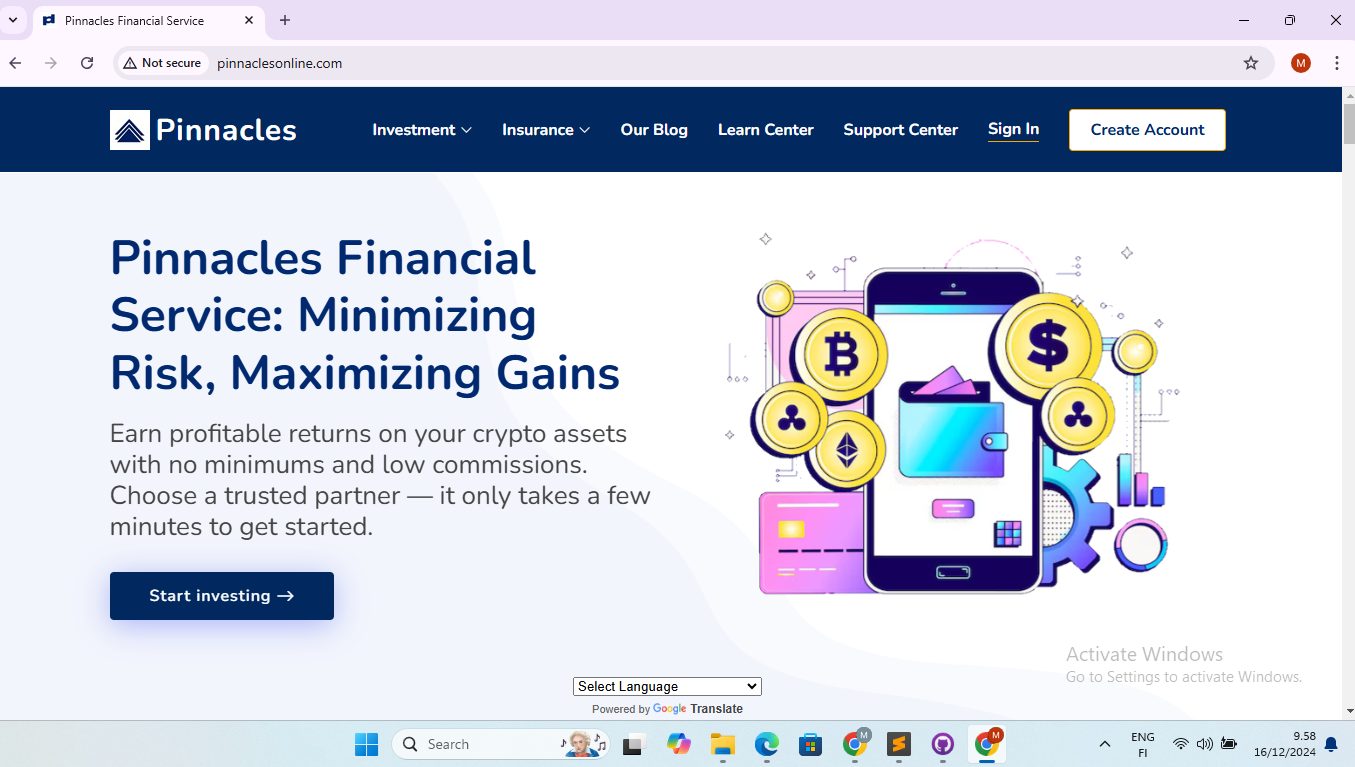 Pinnacles Financial Service
Not secure
pinnaclesonline.com
M
Pinnacles
Investment
Insurance
Our Blog
Learn Center
Support Center
Sign In
Create Account
Pinnacles Financial
Service: Minimizing
Risk, Maximizing Gains
Earn profitable returns on your crypto assets
with no minimums and low commissions.
Choose a trusted partner — it only takes a few
minutes to get started.
Start investing →
Activate Windows
Go to Settings to activate Windows.
Select Language
Powered by Google Translate
Search
M
M
ENG
FI
9.58
16/12/2024